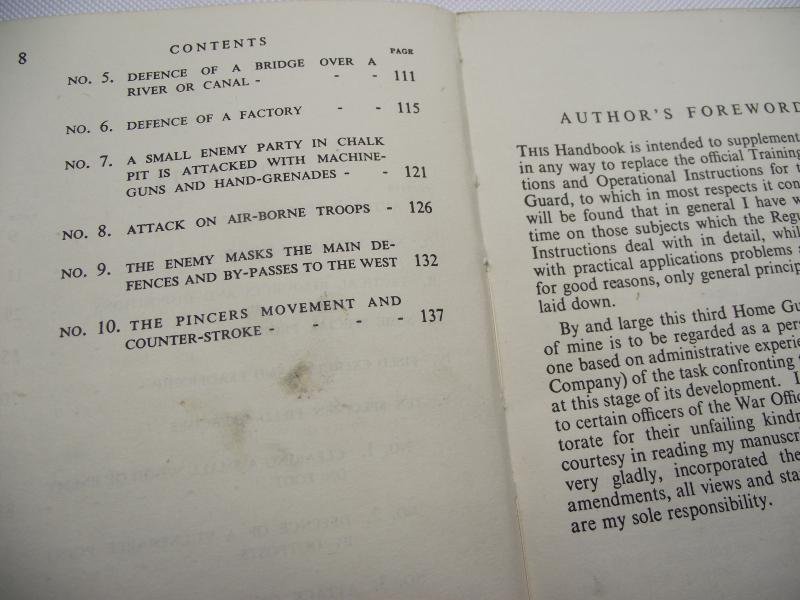 8
CONTENTS
PAGE
NO. 5. DEFENCE OF A BRIDGE OVER A
RIVER OR CANAL - - - 111
NO. 6. DEFENCE OF A FACTORY - - 115
NO. 7. A SMALL ENEMY PARTY IN CHALK
PIT IS ATTACKED WITH MACHINE-
GUNS AND HAND-GRENADES - - 121
NO. 8. ATTACK ON AIR-BORNE TROOPS - 126
NO. 9. THE ENEMY MASKS THE MAIN DE-
FENCES AND BY-PASSES TO THE WEST 132
NO. 10. THE PINCERS MOVEMENT AND
COUNTER-STROKE - - - - 137
AUTHOR'S FOREWORD
THIS Handbook is intended to supplement
in any way to replace the official Training
tions and Operational Instructions for
Guard, to which in most respects it
will be found that in general I have
time on those subjects which the
Instructions deal with in detail,
with practical applications problems
for good reasons, only general
laid down.
By and large this third Home
of mine is to be regarded as a
one based on administrative
Company) of the task confronting
at this stage of its development.
to certain officers of the War
torate for their unfailing
courtesy in reading my
very gladly, incorporated
amendments, all views and
are my sole responsibility.